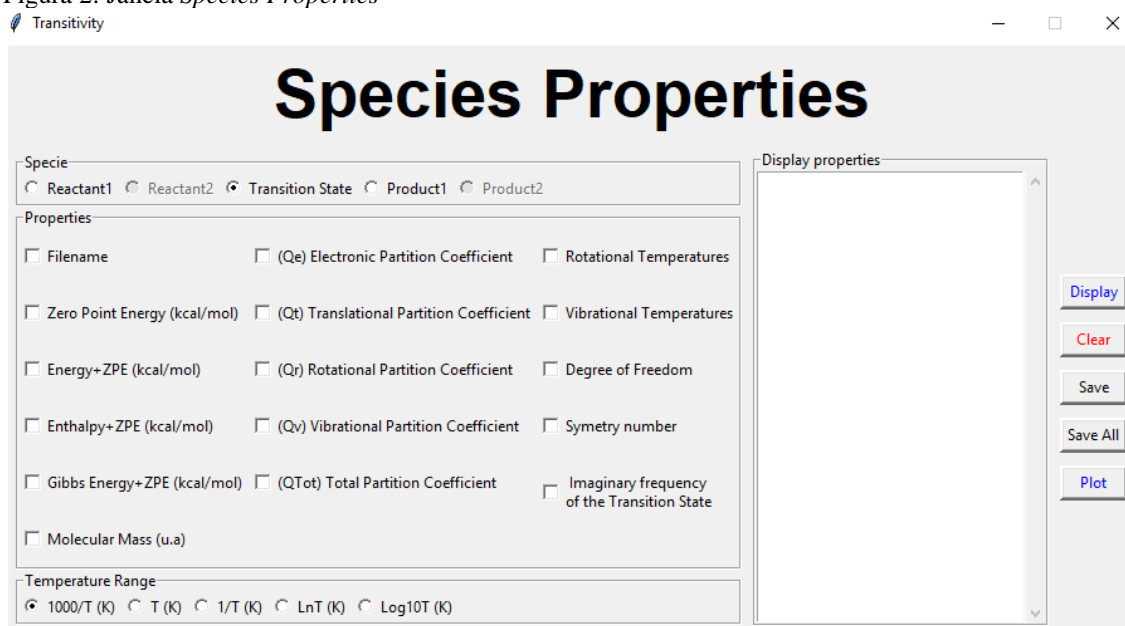 Figura 2: Janela Species Properties
Transitivity
Species Properties
Specie
Reactant1 Reactant2 Transition State Product1 Product2
Properties
Filename (Qe) Electronic Partition Coefficient Rotational Temperatures
Zero Point Energy (kcal/mol) (Qt) Translational Partition Coefficient Vibrational Temperatures
Energy+ZPE (kcal/mol) (Qr) Rotational Partition Coefficient Degree of Freedom
Enthalpy+ZPE (kcal/mol) (Qv) Vibrational Partition Coefficient Symetry number
Gibbs Energy+ZPE (kcal/mol) (QTot) Total Partition Coefficient Imaginary frequency
of the Transition State
Molecular Mass (u.a)
Temperature Range
1000/T (K) T (K) 1/T (K) LnT (K) Log10T (K)
Display properties
Display
Clear
Save
Save All
Plot